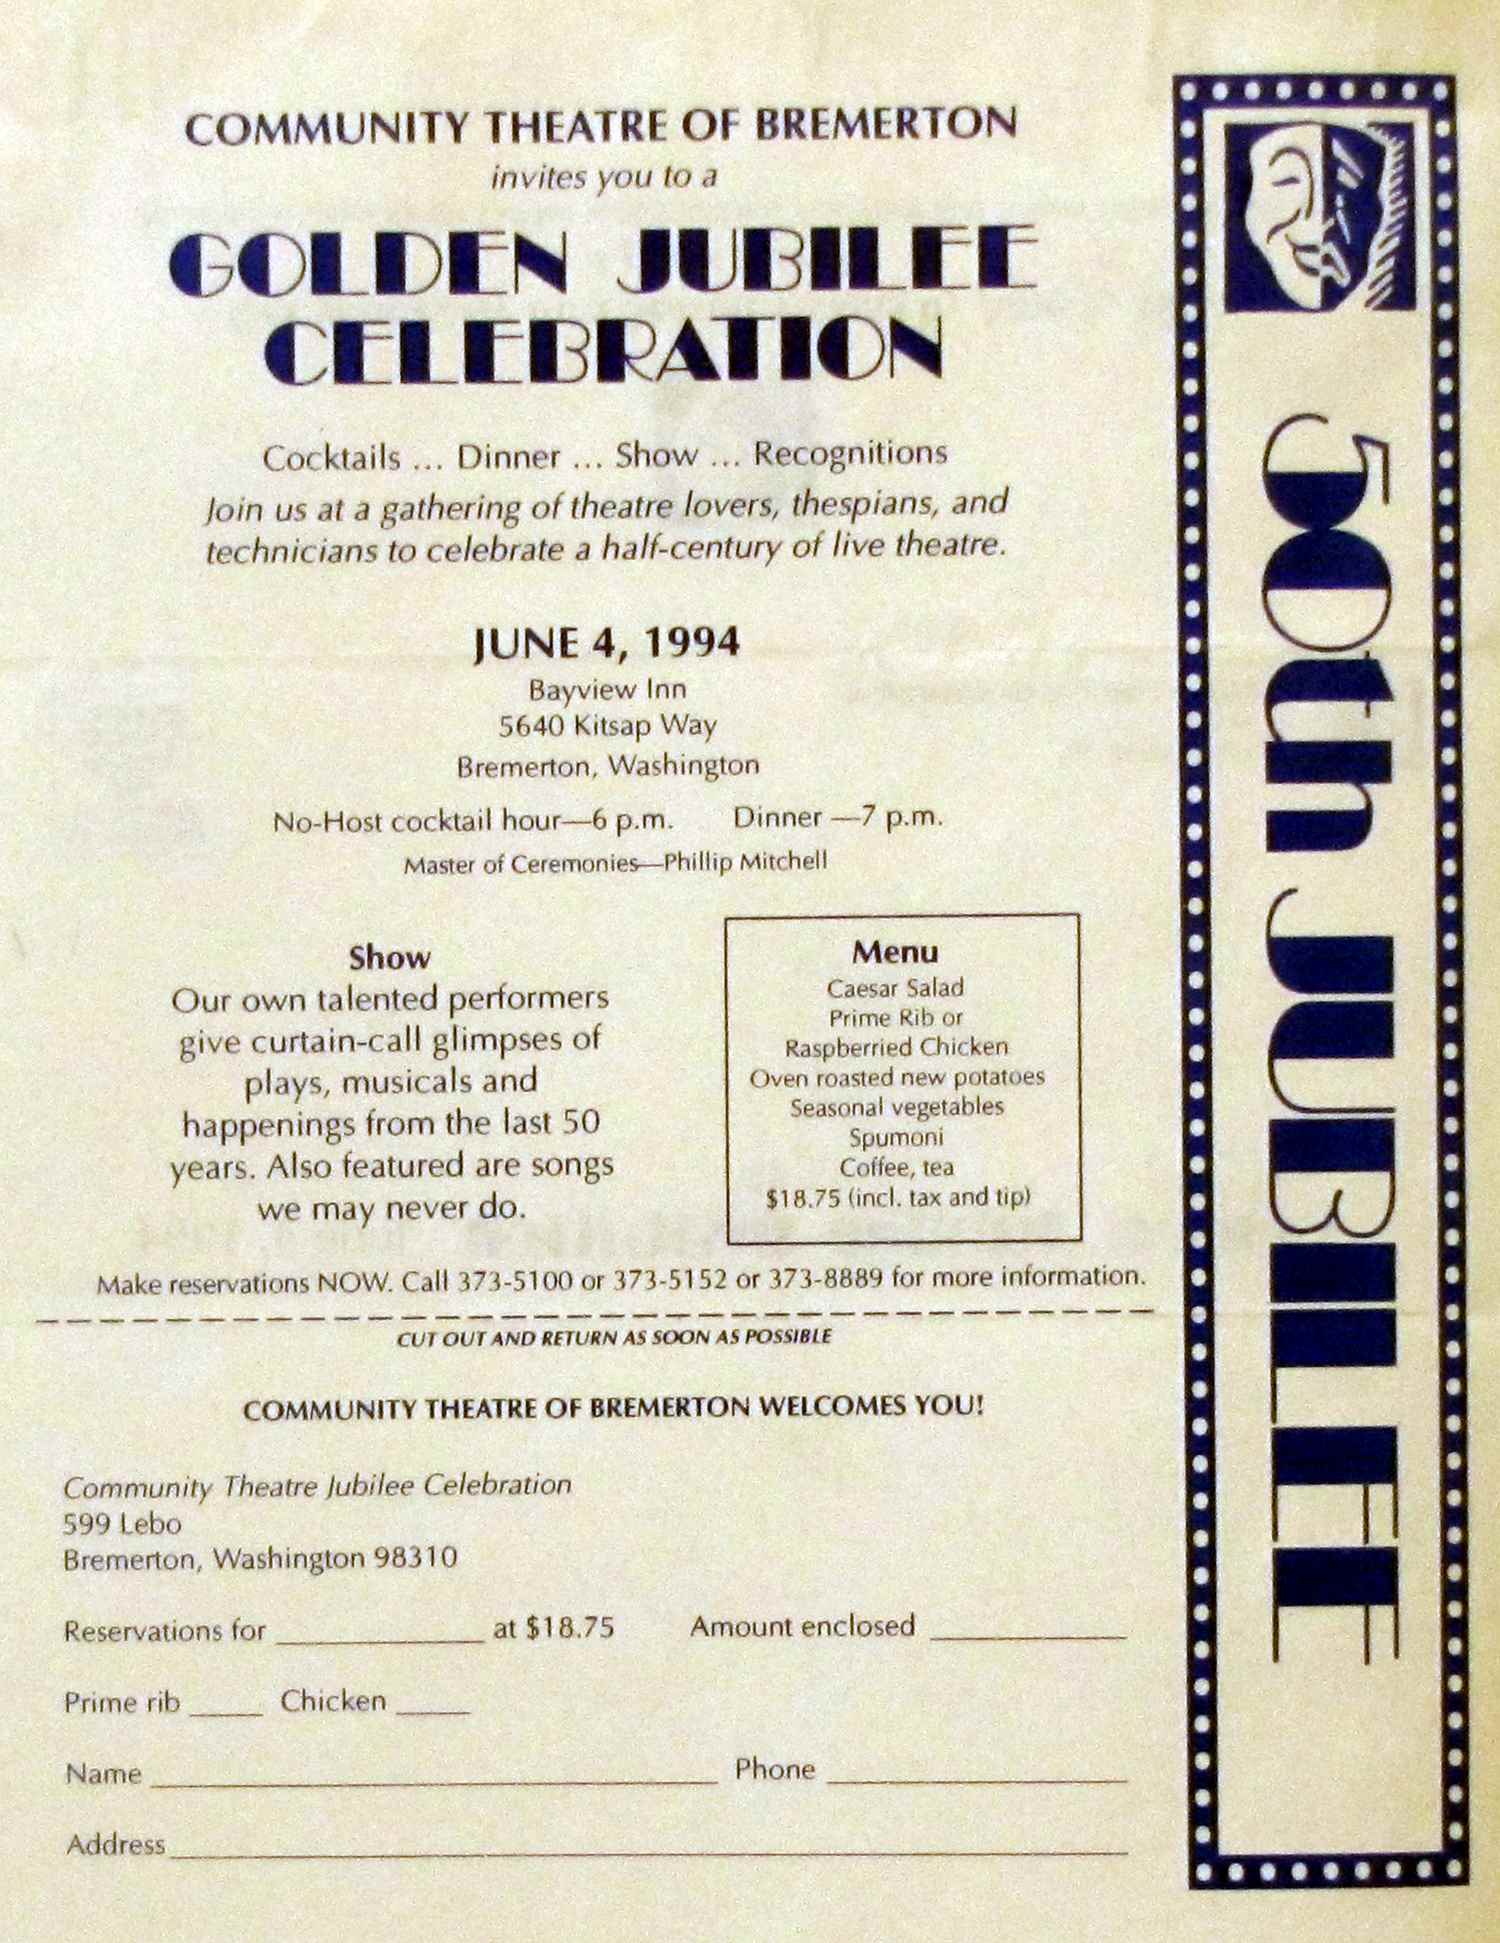 COMMUNITY THEATRE OF BREMERTON
invites you to a
GOLDEN JUBILEE
CELEBRATION
Cocktails ... Dinner ... Show ... Recognitions
Join us at a gathering of theatre lovers, thespians, and
technicians to celebrate a half-century of live theatre.
JUNE 4, 1994
Bayview Inn
5640 Kitsap Way
Bremerton, Washington
No-Host cocktail hour—6 p.m. Dinner —7 p.m.
Master of Ceremonies—Phillip Mitchell
Show
Our own talented performers
give curtain-call glimpses of
plays, musicals and
happenings from the last 50
years. Also featured are songs
we may never do.
Menu
Caesar Salad
Prime Rib or
Raspberried Chicken
Oven roasted new potatoes
Seasonal vegetables
Spumoni
Coffee, tea
$18.75 (incl. tax and tip)
Make reservations NOW. Call 373-5100 or 373-5152 or 373-8889 for more information.
CUT OUT AND RETURN AS SOON AS POSSIBLE
COMMUNITY THEATRE OF BREMERTON WELCOMES YOU!
Community Theatre Jubilee Celebration
599 Lebo
Bremerton, Washington 98310
Reservations for ____________ at $18.75 Amount enclosed ____________
Prime rib _____ Chicken _____
Name ____________ Phone ____________
Address ____________
50th JUBILEE